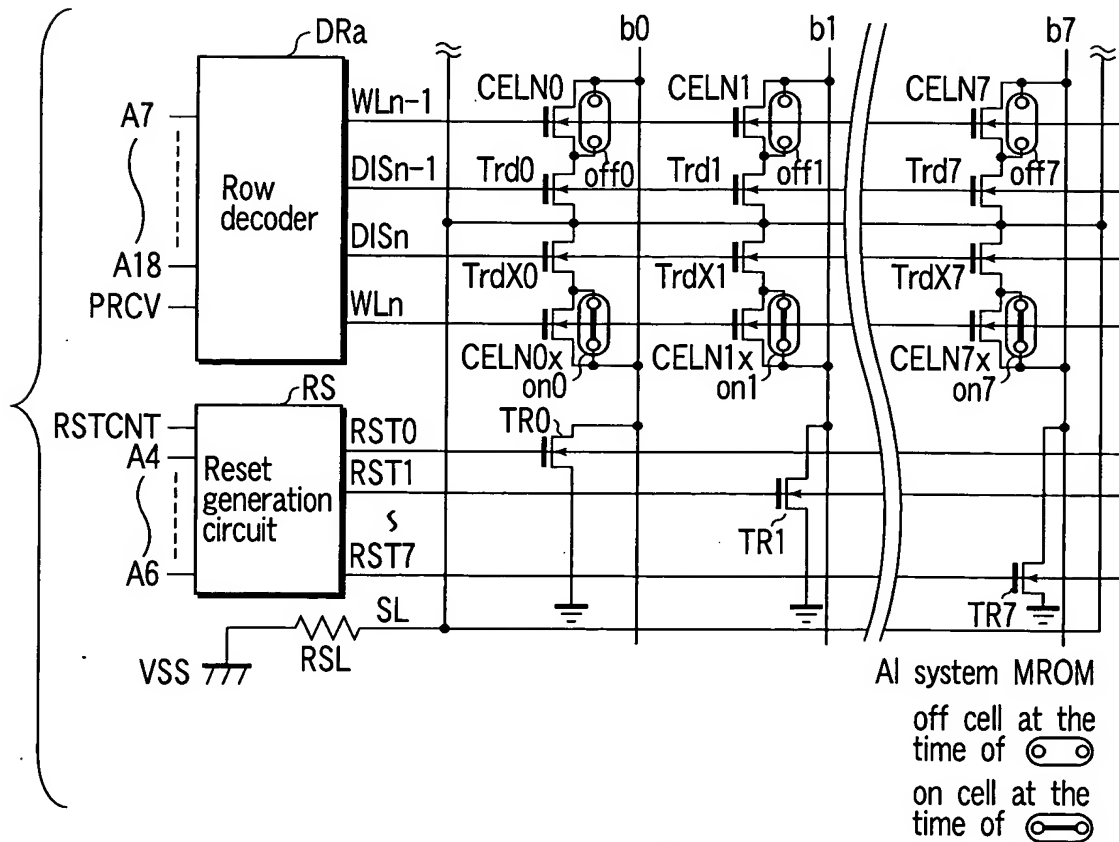 DRa
b0
b1
b7
A7
Row
decoder
A18
PRCV
WLn-1
DISn-1
DISn
WLn
CELN0
CELN1
CELN7
off0
off1
off7
Trd0
Trd1
Trd7
TrdX0
TrdX1
TrdX7
CELN0x
on0
CELN1x
on1
CELN7x
on7
RS
RSTCNT
A4
Reset
generation
circuit
A6
RST0
RST1
RST7
TR0
TR1
TR7
SL
RSL
VSS
Al system MROM
off cell at the
time of
on cell at the
time of